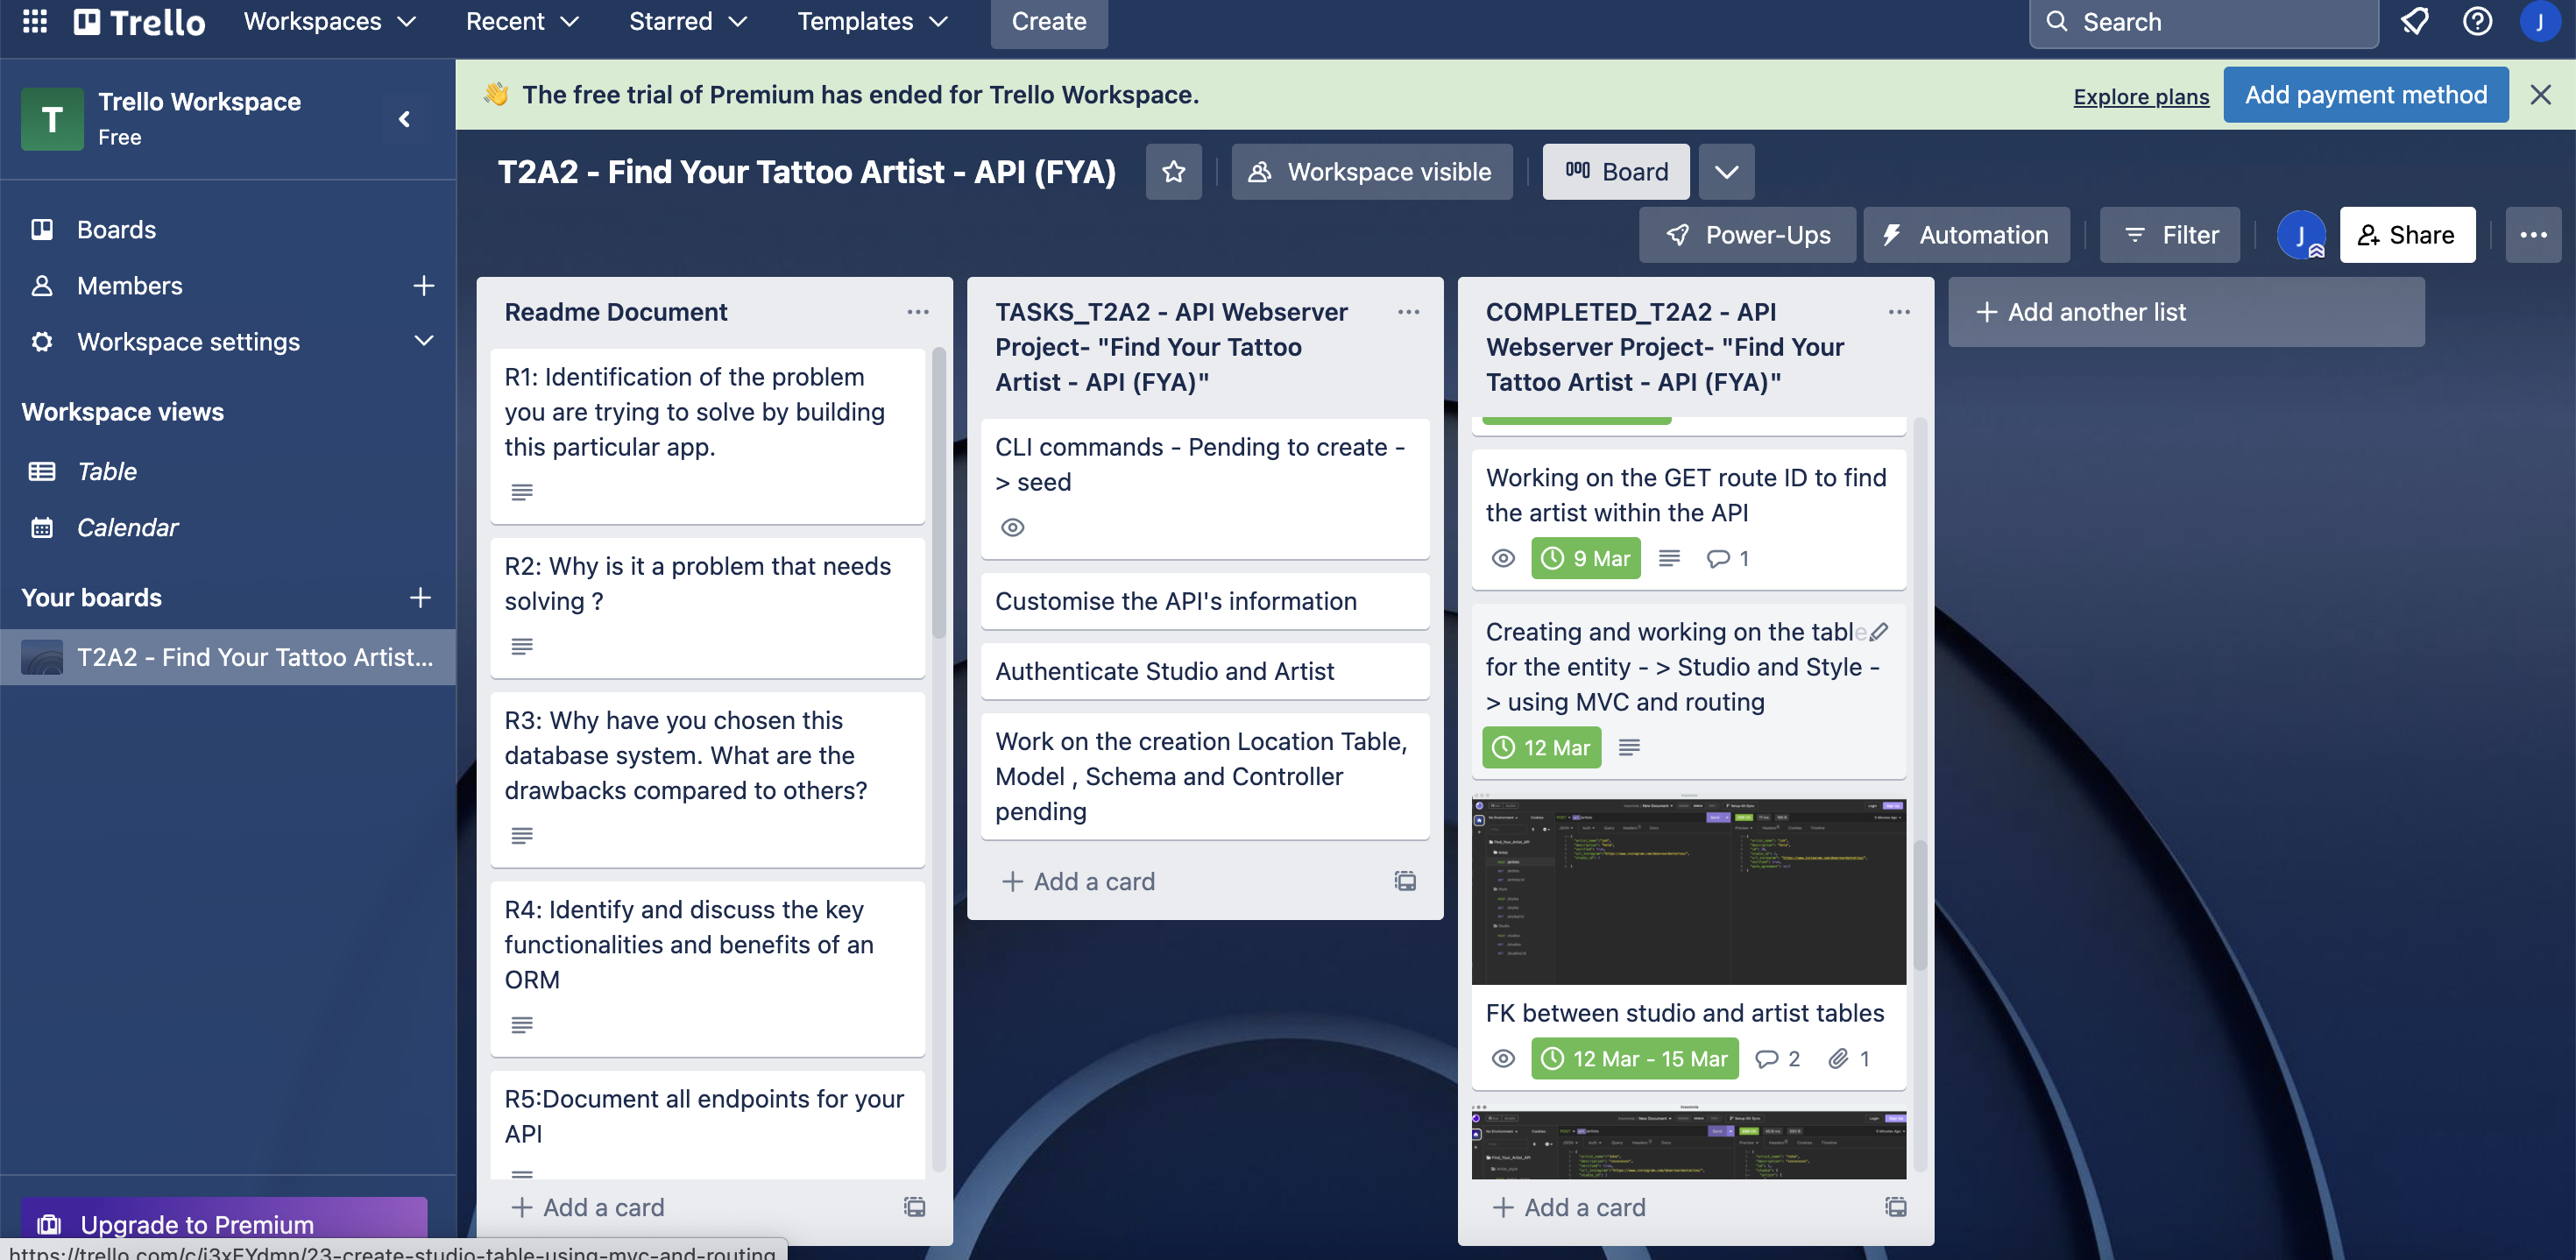 Trello
Workspaces
Recent
Starred
Templates
Create
Search
J
T
Trello Workspace
Free
The free trial of Premium has ended for Trello Workspace.
Explore plans
Add payment method
T2A2 - Find Your Tattoo Artist - API (FYA)
Workspace visible
Board
Power-Ups
Automation
Filter
J
Share
Boards
Members
Workspace settings
Workspace views
Table
Calendar
Your boards
T2A2 - Find Your Tattoo Artist...
Upgrade to Premium
Readme Document
R1: Identification of the problem
you are trying to solve by building
this particular app.
R2: Why is it a problem that needs
solving ?
R3: Why have you chosen this
database system. What are the
drawbacks compared to others?
R4: Identify and discuss the key
functionalities and benefits of an
ORM
R5:Document all endpoints for your
API
+ Add a card
TASKS_T2A2 - API Webserver
Project- "Find Your Tattoo
Artist - API (FYA)"
CLI commands - Pending to create -
> seed
Customise the API's information
Authenticate Studio and Artist
Work on the creation Location Table,
Model , Schema and Controller
pending
+ Add a card
COMPLETED_T2A2 - API
Webserver Project- "Find Your
Tattoo Artist - API (FYA)"
Working on the GET route ID to find
the artist within the API
9 Mar
1
Creating and working on the table
for the entity - > Studio and Style -
> using MVC and routing
12 Mar
FK between studio and artist tables
12 Mar - 15 Mar
2
1
+ Add a card
+ Add another list
https://trello.com/c/i3xEYdmn/23-create-studio-table-using-mvc-and-routing